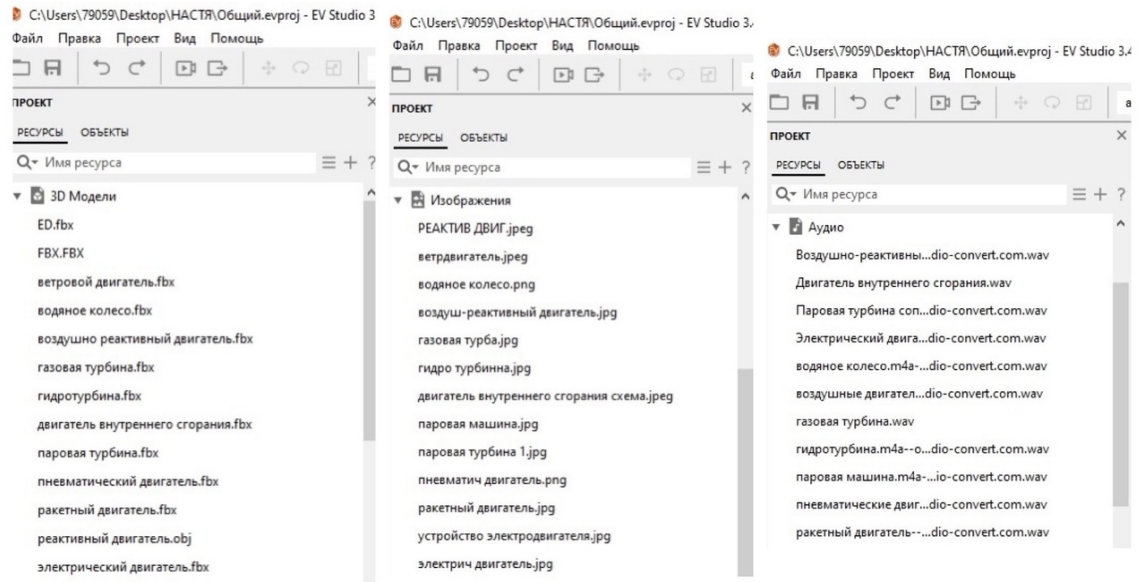 C:\Users\79059\Desktop\НАСТЯ\Общий.evproj - EV Studio 3
Файл Правка Проект Вид Помощь
ПРОЕКТ
РЕСУРСЫ ОБЪЕКТЫ
Имя ресурса
3D Модели
ED.fbx
FBX.FBX
ветровой двигатель.fbx
водяное колесо.fbx
воздушно реактивный двигатель.fbx
газовая турбина.fbx
гидротурбина.fbx
двигатель внутреннего сгорания.fbx
паровая турбина.fbx
пневматический двигатель.fbx
ракетный двигатель.fbx
реактивный двигатель.obj
электрический двигатель.fbx
C:\Users\79059\Desktop\НАСТЯ\Общий.evproj - EV Studio 3.
Файл Правка Проект Вид Помощь
ПРОЕКТ
РЕСУРСЫ ОБЪЕКТЫ
Имя ресурса
Изображения
РЕАКТИВ ДВИГ.jpeg
ветрдвигатель.jpeg
водяное колесо.png
воздуш-реактивный двигатель.jpg
газовая турба.jpg
гидро турбинна.jpg
двигатель внутреннего сгорания схема.jpeg
паровая машина.jpg
паровая турбина 1.jpg
пневматич двигатель.png
ракетный двигатель.jpg
устройство электродвигателя.jpg
электрич двигатель.jpg
C:\Users\79059\Desktop\НАСТЯ\Общий.evproj - EV Studio 3.4
Файл Правка Проект Вид Помощь
ПРОЕКТ
РЕСУРСЫ ОБЪЕКТЫ
Имя ресурса
Аудио
Воздушно-реактивны...dio-convert.com.wav
Двигатель внутреннего сгорания.wav
Паровая турбина con...dio-convert.com.wav
Электрический двига...dio-convert.com.wav
водяное колесо.m4a-...dio-convert.com.wav
воздушные двигател...dio-convert.com.wav
газовая турбина.wav
гидротурбина.m4a--o...dio-convert.com.wav
паровая машина.m4a-...io-convert.com.wav
пневматические двиг...dio-convert.com.wav
ракетный двигатель--...dio-convert.com.wav